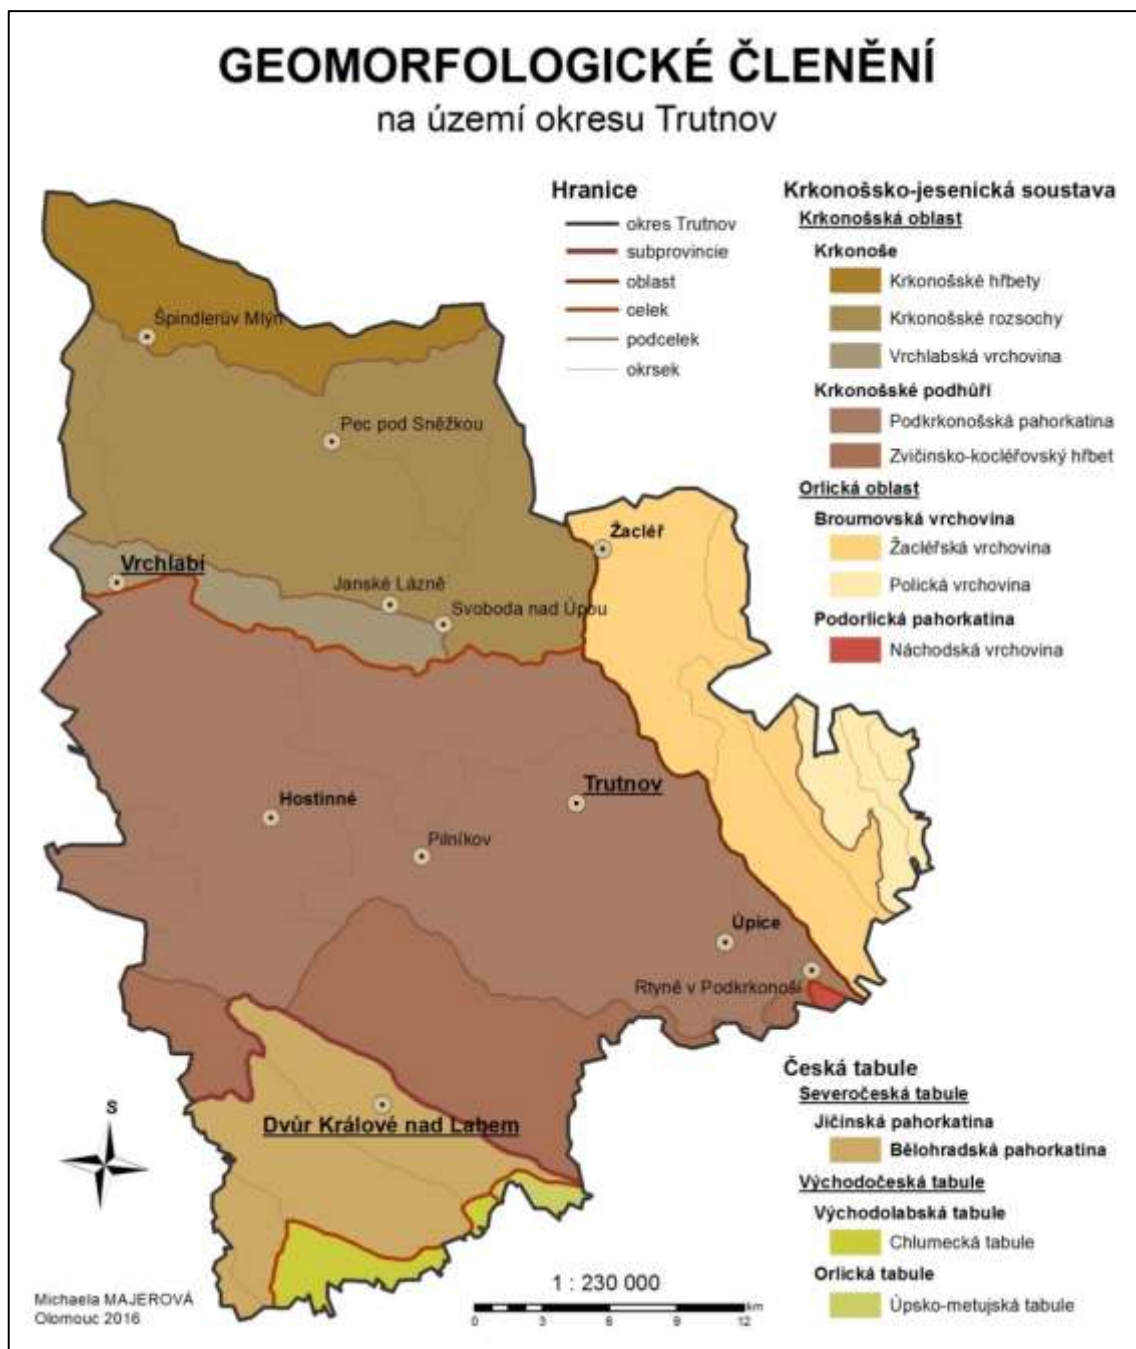 GEOMORFOLOGICKÉ ČLENĚNÍ
na území okresu Trutnov
Hranice
okres Trutnov
subprovincie
oblast
celek
podcelek
okrsek
Krkonošsko-jesenická soustava
Krkonošská oblast
Krkonoše
Krkonošské hřbety
Krkonošské rozsochy
Vrchlabská vrchovina
Krkonošské podhůří
Podkrkonošská pahorkatina
Zvičinsko-kocléřovský hřbet
Orlická oblast
Broumovská vrchovina
Žacléřská vrchovina
Polická vrchovina
Podorlická pahorkatina
Náchodská vrchovina
Špindlerův Mlýn
Pec pod Sněžkou
Žacléř
Vrchlabí
Janské Lázně
Svoboda nad Úpou
Trutnov
Hostinné
Pilníkov
Úpice
Rtyně v Podkrkonoší
Dvůr Králové nad Labem
Česká tabule
Severočeská tabule
Jičínská pahorkatina
Bělohradská pahorkatina
Východočeská tabule
Východolabská tabule
Chlumecká tabule
Orlická tabule
Úpsko-metujská tabule
S
1 : 230 000
km
0 3 6 9 12
Michaela MAJEROVÁ
Olomouc 2016